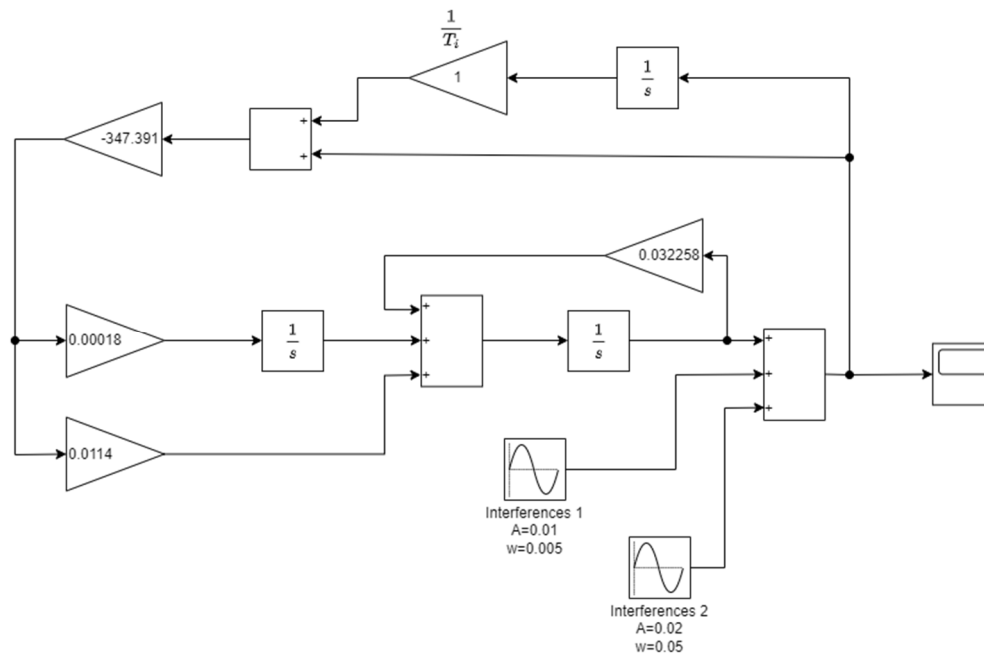 1
T_i
1
1
s
-347.391
+
+
0.032258
0.00018
1
s
+
+
+
1
s
+
+
+
0.0114
Interferences 1
A=0.01
w=0.005
Interferences 2
A=0.02
w=0.05